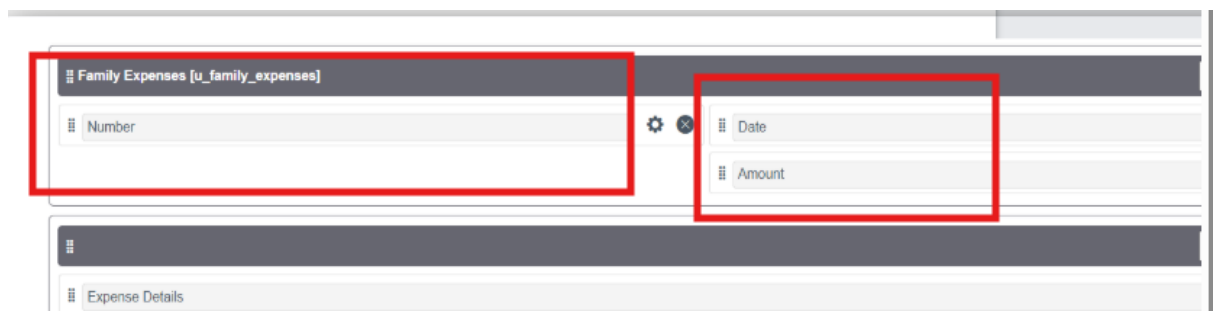 Family Expenses [u_family_expenses]
Number
Date
Amount
Expense Details